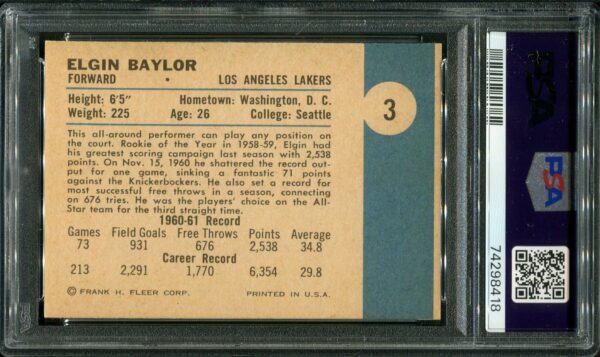 ELGIN BAYLOR
FORWARD • LOS ANGELES LAKERS
Height: 6'5" Hometown: Washington, D. C.
Weight: 225 Age: 26 College: Seattle
This all-around performer can play any position
on the court. Rookie of the Year in 1958-59, Elgin had
his greatest scoring campaign last season with 2,538
points. On Nov. 15, 1960 he shattered the record out-
put for one game, sinking a fantastic 71 points
against the Knickerbockers. He also set a record for
most successful free throws in a season, connecting
on 676 tries. He was the players' choice on the All-
Star team for the third straight time.
1960-61 Record
Games Field Goals Free Throws Points Average
73 931 676 2,538 34.8
Career Record
213 2,291 1,770 6,354 29.8
© FRANK H. FLEER CORP. PRINTED IN U.S.A.
3
PSA
PSA
74298418